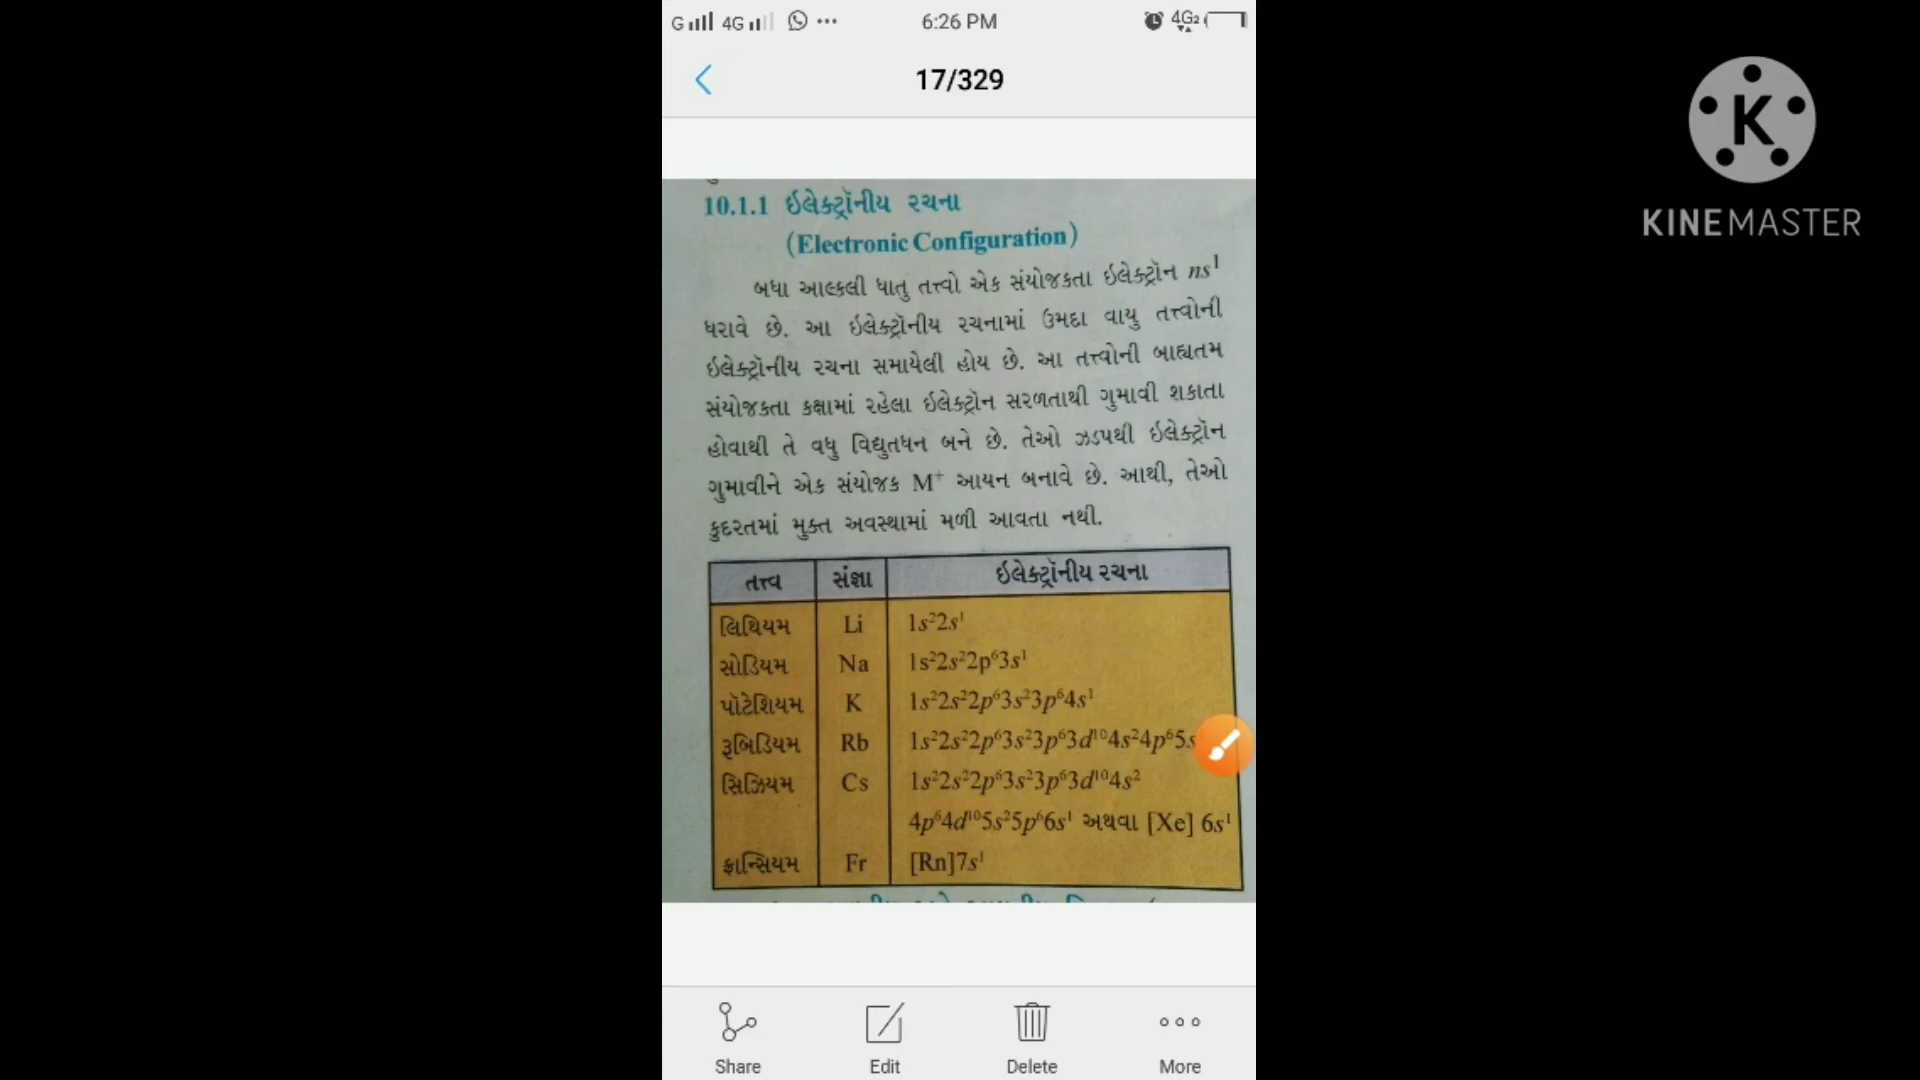 G 4G 6:26 PM 4G2
17/329
KINEMASTER
10.1.1 ઇલેક્ટ્રૉનીય રચના
(Electronic Configuration)
બધા આલ્કલી ધાતુ તત્ત્વો એક સંયોજકતા ઇલેક્ટ્રૉન ns¹
ધરાવે છે. આ ઇલેક્ટ્રૉનીય રચનામાં ઉમદા વાયુ તત્ત્વોની
ઇલેક્ટ્રૉનીય રચના સમાયેલી હોય છે. આ તત્ત્વોની બાહ્યતમ
સંયોજકતા કક્ષામાં રહેલા ઇલેક્ટ્રૉન સરળતાથી ગુમાવી શકાતા
હોવાથી તે વધુ વિદ્યુતધન બને છે. તેઓ ઝડપથી ઇલેક્ટ્રૉન
ગુમાવીને એક સંયોજક M⁺ આયન બનાવે છે. આથી, તેઓ
કુદરતમાં મુક્ત અવસ્થામાં મળી આવતા નથી.
તત્ત્વ સંજ્ઞા ઇલેક્ટ્રૉનીય રચના
લિથિયમ Li 1s²2s¹
સોડિયમ Na 1s²2s²2p⁶3s¹
પૉટેશિયમ K 1s²2s²2p⁶3s²3p⁶4s¹
રૂબિડિયમ Rb 1s²2s²2p⁶3s²3p⁶3d¹⁰4s²4p⁶5s
સિઝિયમ Cs 1s²2s²2p⁶3s²3p⁶3d¹⁰4s²
4p⁶4d¹⁰5s²5p⁶6s¹ અથવા [Xe] 6s¹
ફ્રાન્સિયમ Fr [Rn]7s¹
Share Edit Delete More